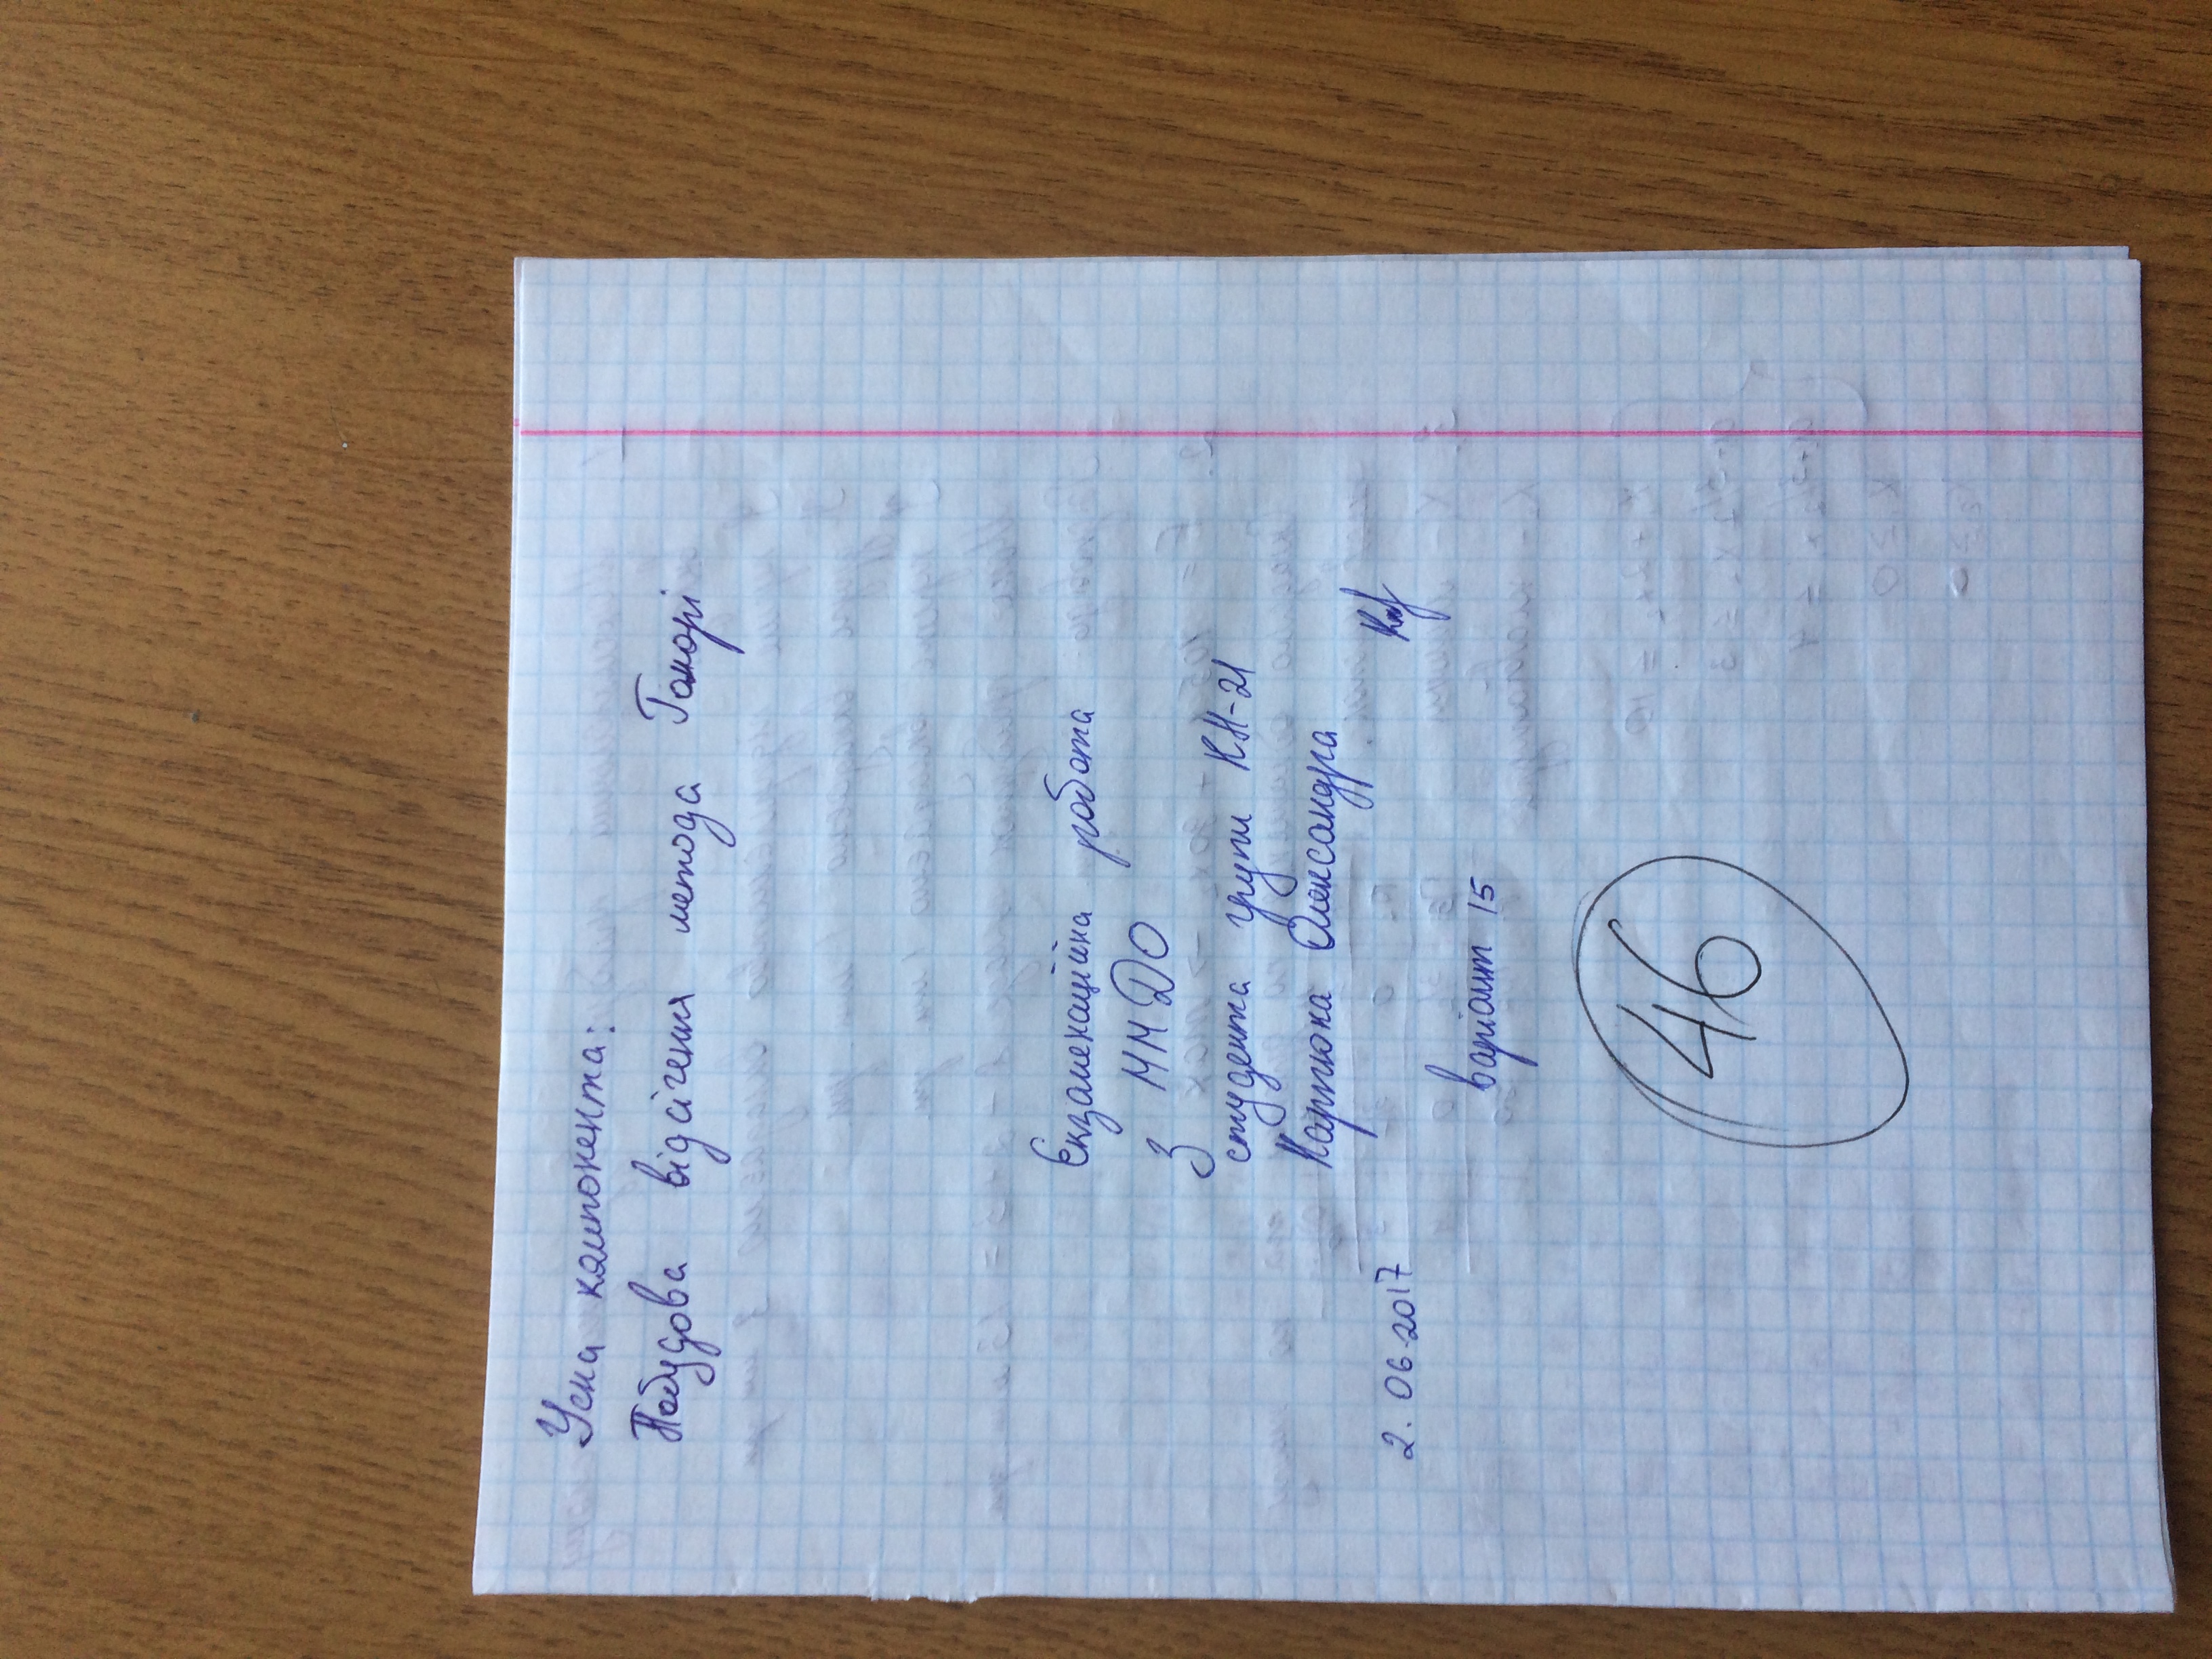 Усна компонента:
Побудова відсічення метода Гоморі
Екзаменаційна робота
з ММДО
студента групи КН-21
Карпюка Олександра
2.06.2017
варіант 15
46